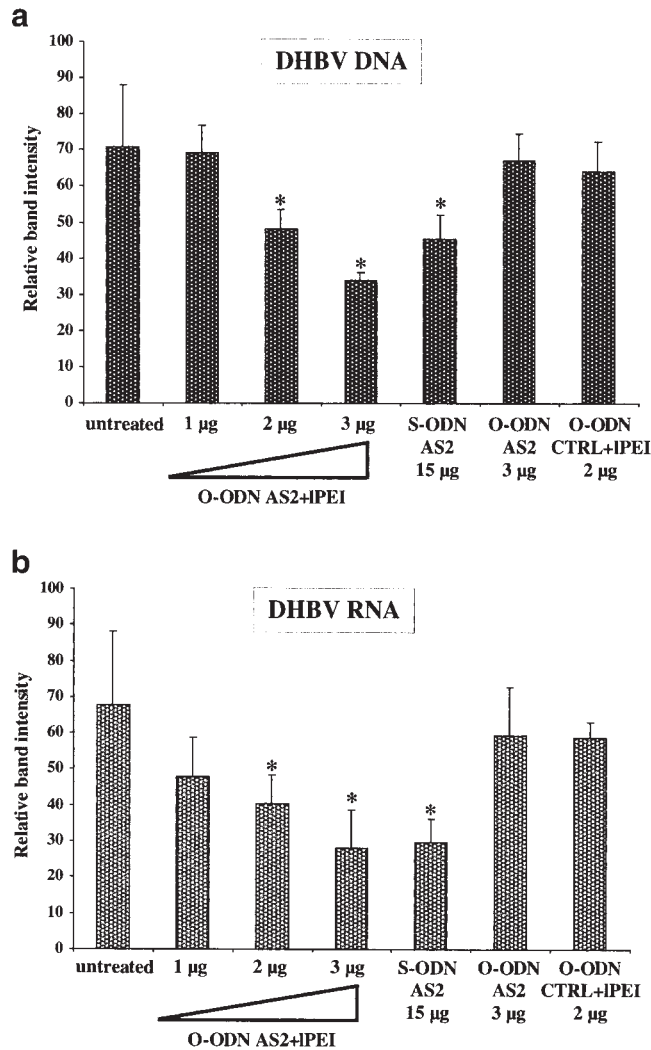 a
DHBV DNA
Relative band intensity
100
90
80
70
60
50
40
30
20
10
0
* * *
untreated 1 µg 2 µg 3 µg S-ODN O-ODN O-ODN
AS2 AS2 CTRL+lPEI
15 µg 3 µg 2 µg
O-ODN AS2+lPEI
b
DHBV RNA
Relative band intensity
100
90
80
70
60
50
40
30
20
10
0
* * *
untreated 1 µg 2 µg 3 µg S-ODN O-ODN O-ODN
AS2 AS2 CTRL+lPEI
15 µg 3 µg 2 µg
O-ODN AS2+lPEI